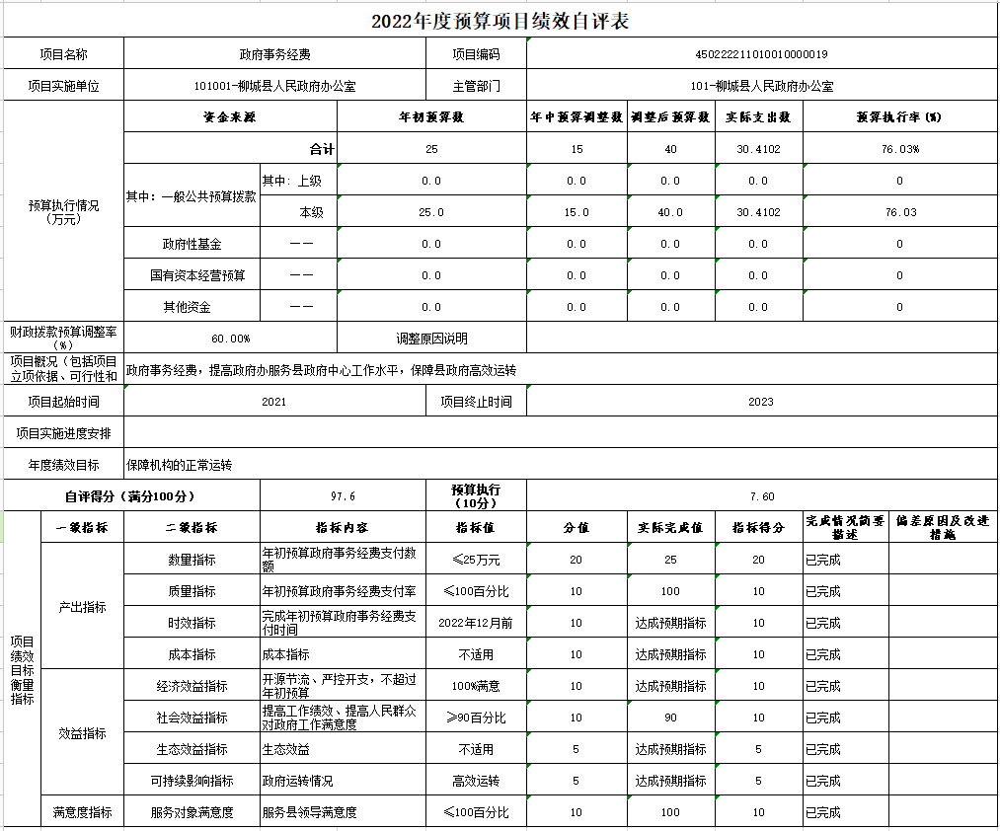 2022年度预算项目绩效自评表
项目名称 政府事务经费 项目编码 450222211010010000019
项目实施单位 101001-柳城县人民政府办公室 主管部门 101-柳城县人民政府办公室
预算执行情况
(万元)
资金来源 年初预算数 年中预算调整数 调整后预算数 实际支出数 预算执行率(%)
合计 25 15 40 30.4102 76.03%
其中：一般公共预算拨款 其中：上级 0.0 0.0 0.0 0.0 0
本级 25.0 15.0 40.0 30.4102 76.03
政府性基金 —— 0.0 0.0 0.0 0.0 0
国有资本经营预算 —— 0.0 0.0 0.0 0.0 0
其他资金 —— 0.0 0.0 0.0 0.0 0
财政拨款预算调整率
(%)
60.00% 调整原因说明
项目概况（包括项目
立项依据、可行性和
政府事务经费，提高政府办服务县政府中心工作水平，保障县政府高效运转
项目起始时间 2021 项目终止时间 2023
项目实施进度安排
年度绩效目标 保障机构的正常运转
自评得分（满分100分） 97.6 预算执行
(10分)
7.60
项目
绩效
目标
衡量
指标
一级指标 二级指标 指标内容 指标值 分值 实际完成值 指标得分 完成情况简要
描述
偏差原因及改进
措施
产出指标
数量指标 年初预算政府事务经费支付数
额
≤25万元 20 25 20 已完成
质量指标 年初预算政府事务经费支付率 ≤100百分比 10 100 10 已完成
时效指标 完成年初预算政府事务经费支
付时间
2022年12月前 10 达成预期指标 10 已完成
成本指标 成本指标 不适用 10 达成预期指标 10 已完成
效益指标
经济效益指标 开源节流、严控开支，不超过
年初预算
100%满意 10 达成预期指标 10 已完成
社会效益指标 提高工作绩效、提高人民群众
对政府工作满意度
≥90百分比 10 90 10 已完成
生态效益指标 生态效益 不适用 5 达成预期指标 5 已完成
可持续影响指标 政府运转情况 高效运转 5 达成预期指标 5 已完成
满意度指标 服务对象满意度 服务县领导满意度 ≤100百分比 10 100 10 已完成